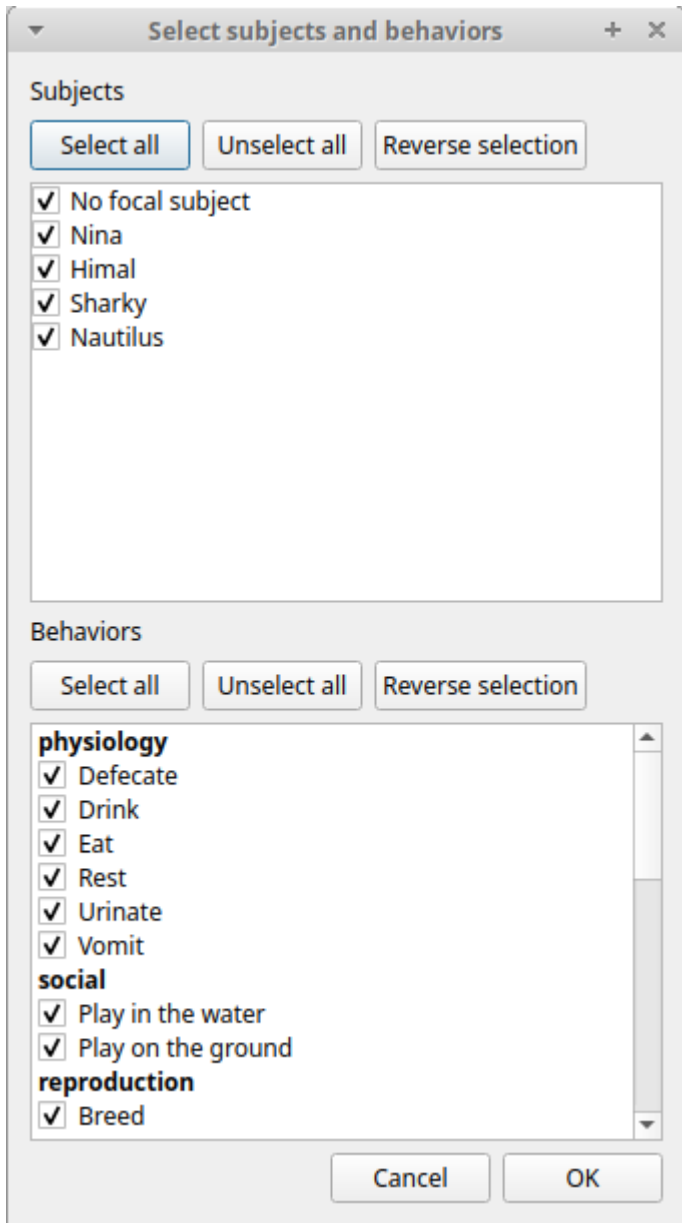 Select subjects and behaviors
Subjects
Select all Unselect all Reverse selection
No focal subject
Nina
Himal
Sharky
Nautilus
Behaviors
Select all Unselect all Reverse selection
physiology
Defecate
Drink
Eat
Rest
Urinate
Vomit
social
Play in the water
Play on the ground
reproduction
Breed
Cancel OK